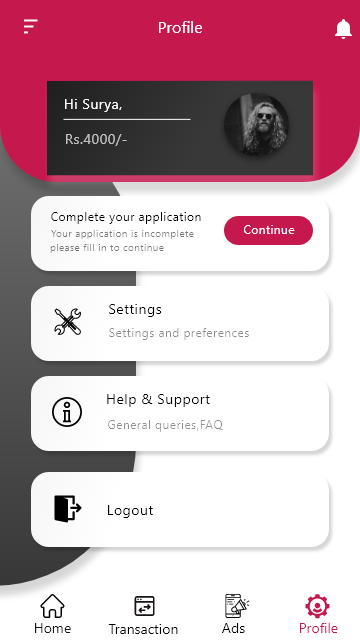 Profile
Hi Surya,
Rs.4000/-
Complete your application
Your application is incomplete
please fill in to continue
Continue
Settings
Settings and preferences
Help & Support
General queries,FAQ
Logout
Home
Transaction
Ads
Profile